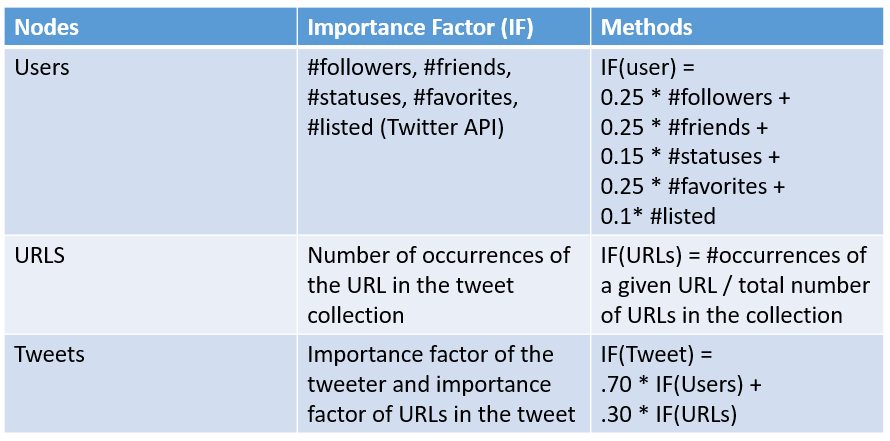 Nodes
Importance Factor (IF)
Methods
Users
#followers, #friends,
#statuses, #favorites,
#listed (Twitter API)
IF(user) =
0.25 * #followers +
0.25 * #friends +
0.15 * #statuses +
0.25 * #favorites +
0.1* #listed
URLS
Number of occurrences of
the URL in the tweet
collection
IF(URLs) = #occurrences of
a given URL / total number
of URLs in the collection
Tweets
Importance factor of the
tweeter and importance
factor of URLs in the tweet
IF(Tweet) =
.70 * IF(Users) +
.30 * IF(URLs)